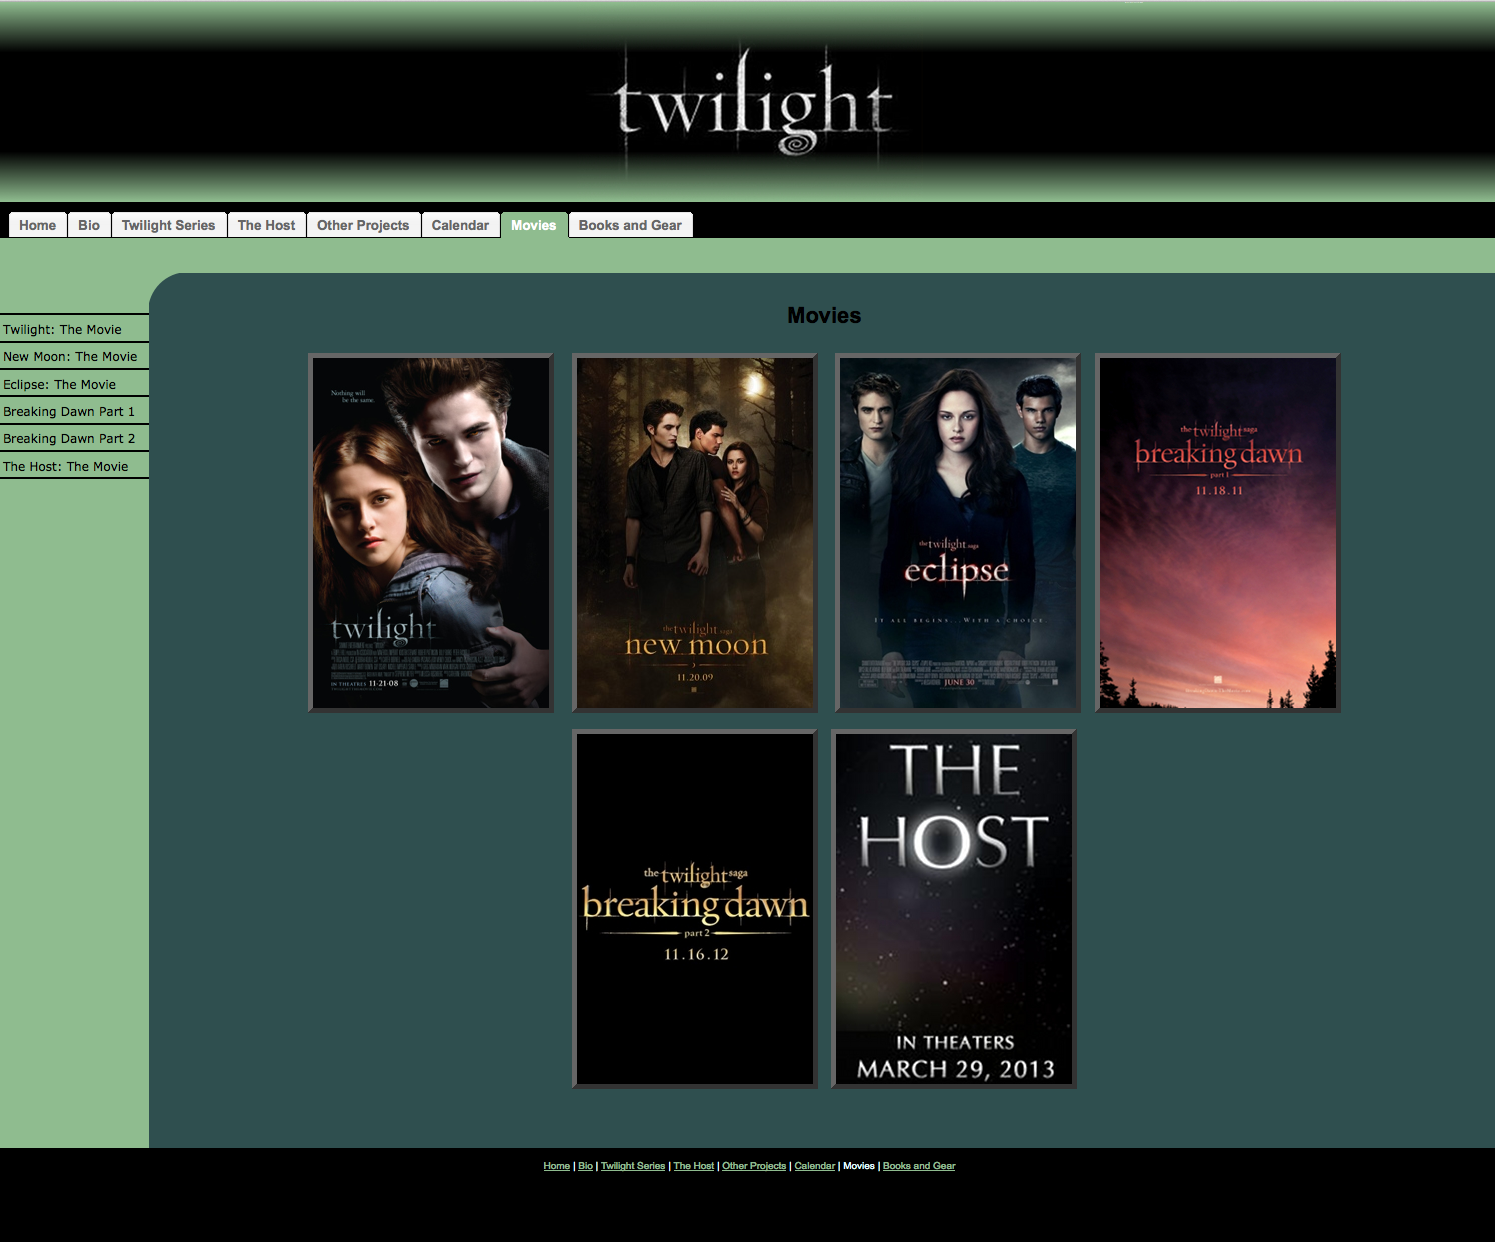 twilight
Home Bio Twilight Series The Host Other Projects Calendar Movies Books and Gear
Movies
Twilight: The Movie
New Moon: The Movie
Eclipse: The Movie
Breaking Dawn Part 1
Breaking Dawn Part 2
The Host: The Movie
Nothing will
be the same.
twilight
IN THEATRES 11·21·08
the twilight saga
new moon
11.20.09
the twilight saga
eclipse
IT ALL BEGINS...WITH A CHOICE
JUNE 30
the twilight saga
breaking dawn
part 1
11.18.11
the twilight saga
breaking dawn
part 2
11.16.12
THE
HOST
IN THEATERS
MARCH 29, 2013
Home | Bio | Twilight Series | The Host | Other Projects | Calendar | Movies | Books and Gear